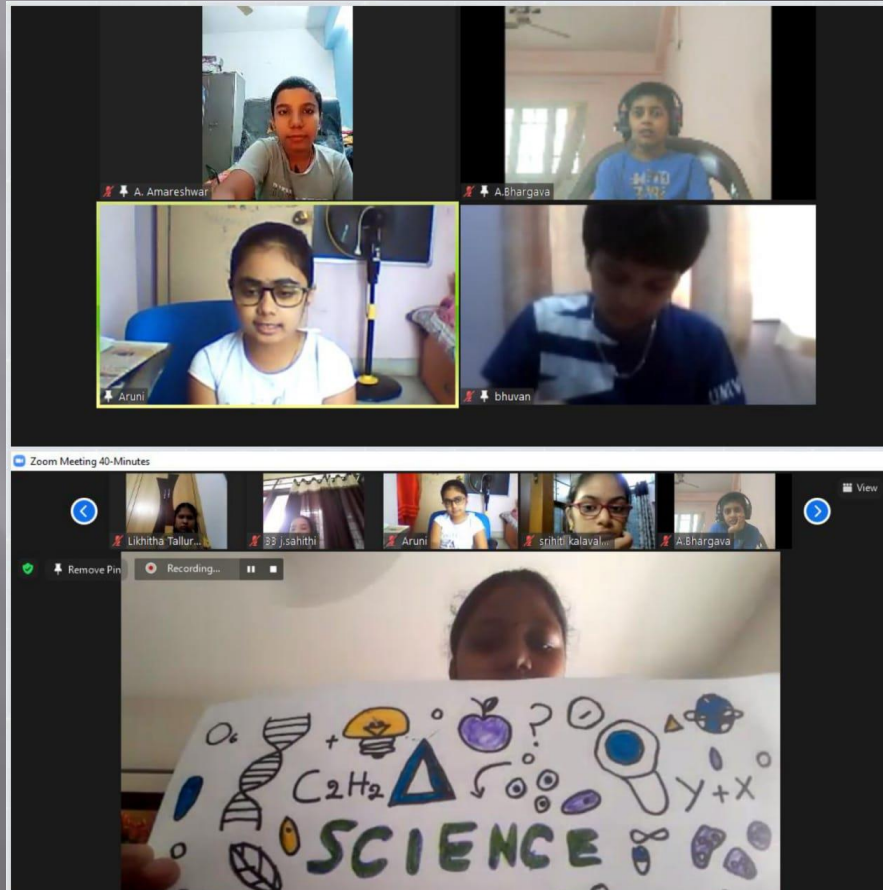 A. Amareshwar
A.Bhargava
Aruni
bhuvan
Zoom Meeting 40-Minutes
View
Likhitha Tallur...
33 j.sahithi
Aruni
srihiti kalaval...
A.Bhargava
Remove Pin
Recording...
O6
+
?
C2H2
Y+X
SCIENCE